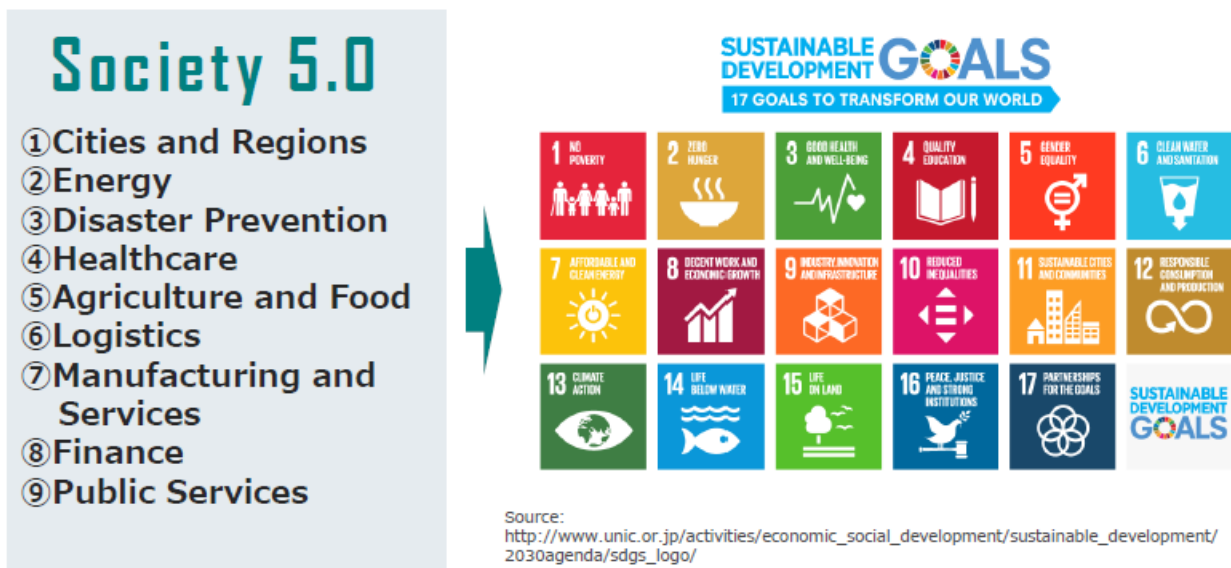 Society 5.0
①Cities and Regions
②Energy
③Disaster Prevention
④Healthcare
⑤Agriculture and Food
⑥Logistics
⑦Manufacturing and
Services
⑧Finance
⑨Public Services
SUSTAINABLE
DEVELOPMENT
GOALS
17 GOALS TO TRANSFORM OUR WORLD
1 NO
POVERTY
2 ZERO
HUNGER
3 GOOD HEALTH
AND WELL-BEING
4 QUALITY
EDUCATION
5 GENDER
EQUALITY
6 CLEAN WATER
AND SANITATION
7 AFFORDABLE AND
CLEAN ENERGY
8 DECENT WORK AND
ECONOMIC GROWTH
9 INDUSTRY, INNOVATION
AND INFRASTRUCTURE
10 REDUCED
INEQUALITIES
11 SUSTAINABLE CITIES
AND COMMUNITIES
12 RESPONSIBLE
CONSUMPTION
AND PRODUCTION
13 CLIMATE
ACTION
14 LIFE
BELOW WATER
15 LIFE
ON LAND
16 PEACE, JUSTICE
AND STRONG
INSTITUTIONS
17 PARTNERSHIPS
FOR THE GOALS
SUSTAINABLE
DEVELOPMENT
GOALS
Source:
http://www.unic.or.jp/activities/economic_social_development/sustainable_development/
2030agenda/sdgs_logo/